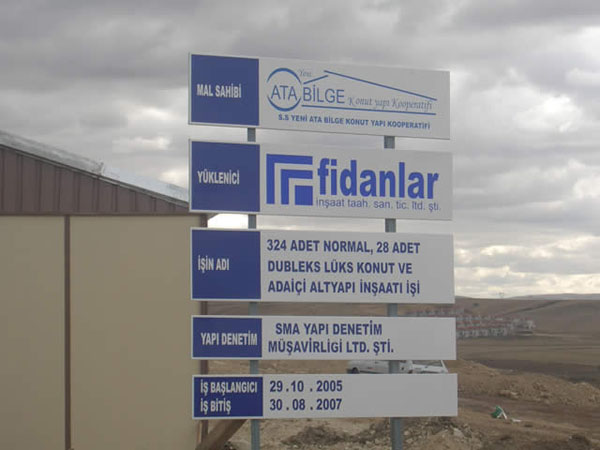 MAL SAHİBİ
Yeni
ATA BİLGE
Konut yapı Kooperatifi
S.S YENİ ATA BİLGE KONUT YAPI KOOPERATİFİ
YÜKLENİCİ
fidanlar
inşaat taah. san. tic. ltd. şti.
İŞİN ADI
324 ADET NORMAL, 28 ADET
DUBLEKS LÜKS KONUT VE
ADAİÇİ ALTYAPI İNŞAATI İŞİ
YAPI DENETİM
SMA YAPI DENETİM
MÜŞAVİRLİGİ LTD. ŞTİ.
İŞ BAŞLANGICI 29.10.2005
İŞ BİTİŞ 30.08.2007